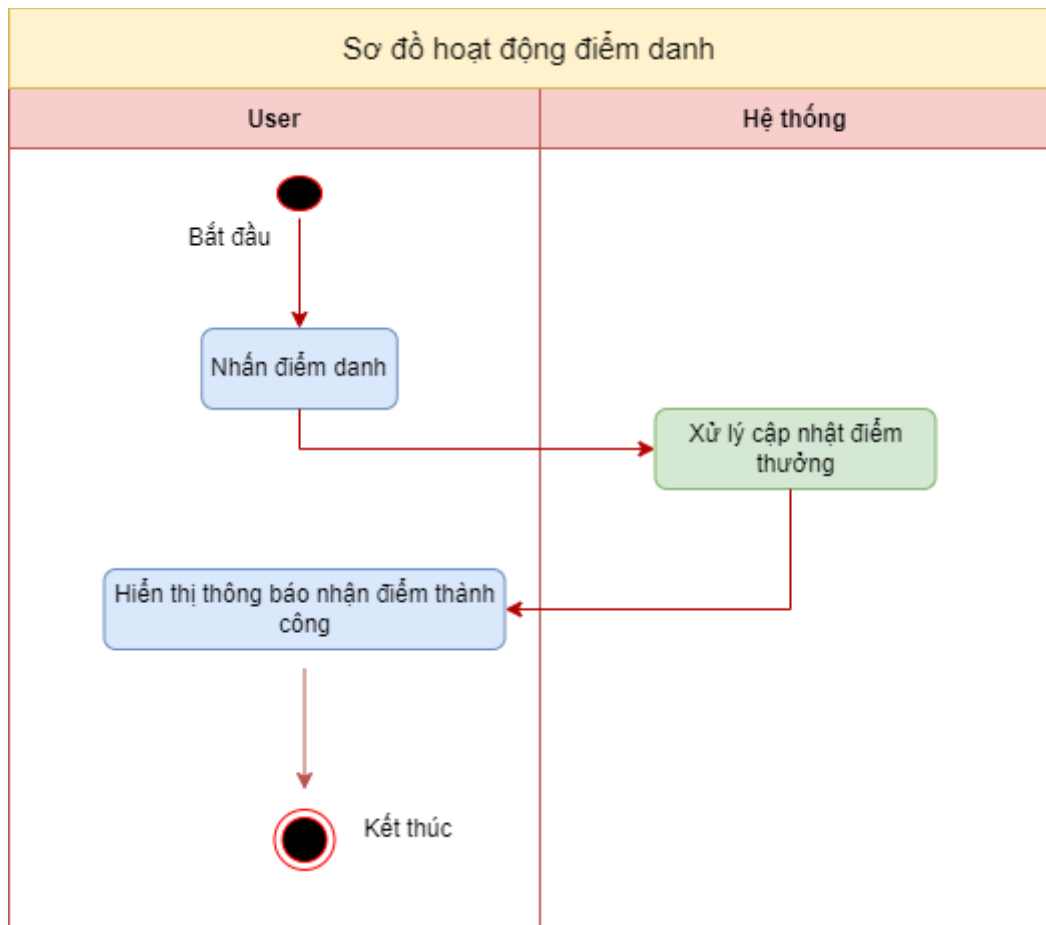 Sơ đồ hoạt động điểm danh
User
Hệ thống
Bắt đầu
Nhấn điểm danh
Xử lý cập nhật điểm
thưởng
Hiển thị thông báo nhận điểm thành
công
Kết thúc